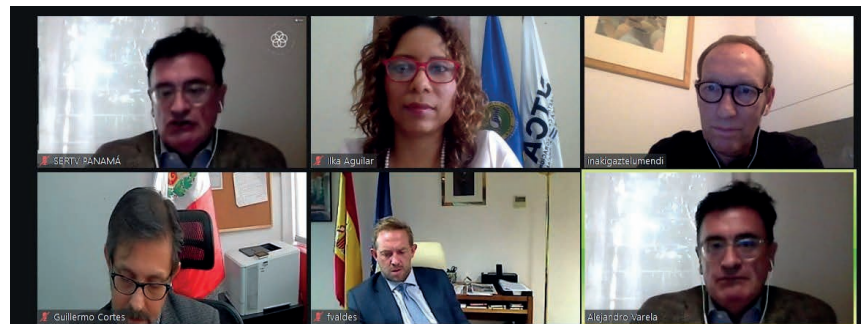 SERTV PANAMÁ
Ilka Aguilar
inakigaztelumendi
Guillermo Cortes
fvaldes
Alejandro Varela